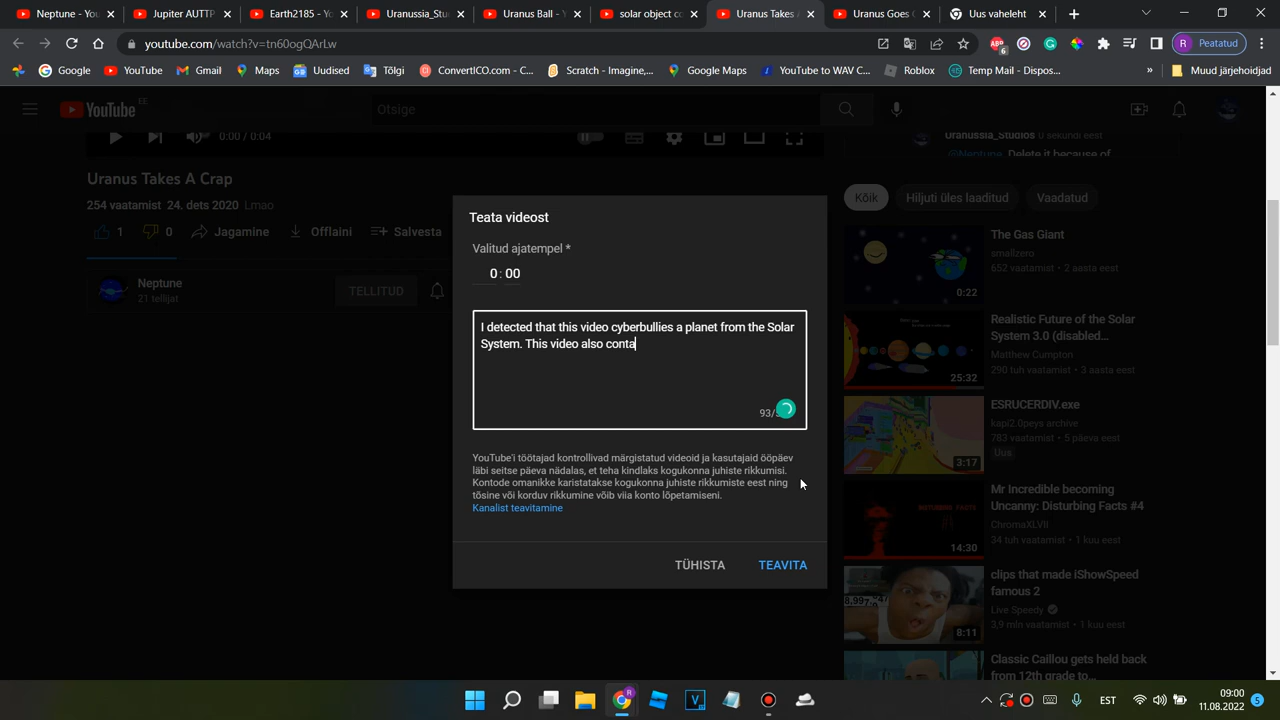 Neptune - Yo
Jupiter AUTTP
Earth2185 - Yo
Uranussia_Stu
Uranus Ball - Y
solar object co
Uranus Takes A
Uranus Goes C
Uus vaheleht
youtube.com/watch?v=tn60ogQArLw
6
R Peatatud
Google
YouTube
Gmail
Maps
Uudised
Tõlgi
ConvertICO.com - C...
Scratch - Imagine,...
Google Maps
YouTube to WAV C...
Roblox
Temp Mail - Dispos...
»
Muud järjehoidjad
YouTube EE
Otsige
0:00 / 0:04
Uranussia_Studios 0 sekundi eest
@Neptune Delete it because of
Uranus Takes A Crap
254 vaatamist 24. dets 2020 Lmao
1
0
Jagamine
Offlaini
Salvesta
Neptune
21 tellijat
TELLITUD
Teata videost
Valitud ajatempel *
0 : 00
I detected that this video cyberbullies a planet from the Solar
System. This video also conta
93/
YouTube'i töötajad kontrollivad märgistatud videoid ja kasutajaid ööpäev
läbi seitse päeva nädalas, et teha kindlaks kogukonna juhiste rikkumisi.
Kontode omanikke karistatakse kogukonna juhiste rikkumiste eest ning
tõsine või korduv rikkumine võib viia konto lõpetamiseni.
Kanalist teavitamine
TÜHISTA
TEAVITA
Kõik
Hiljuti üles laaditud
Vaadatud
The Gas Giant
smallzero
652 vaatamist • 2 aasta eest
0:22
Realistic Future of the Solar
System 3.0 (disabled...
Matthew Cumpton
290 tuh vaatamist • 3 aasta eest
25:32
ESRUCERDIV.exe
kapi2.0peys archive
783 vaatamist • 5 päeva eest
Uus
3:17
Mr Incredible becoming
Uncanny: Disturbing Facts #4
ChromaXLVII
34 tuh vaatamist • 1 kuu eest
14:30
clips that made iShowSpeed
famous 2
Live Speedy
3,9 mln vaatamist • 1 kuu eest
8:11
Classic Caillou gets held back
from 12th grade to...
EST
09:00
11.08.2022
5